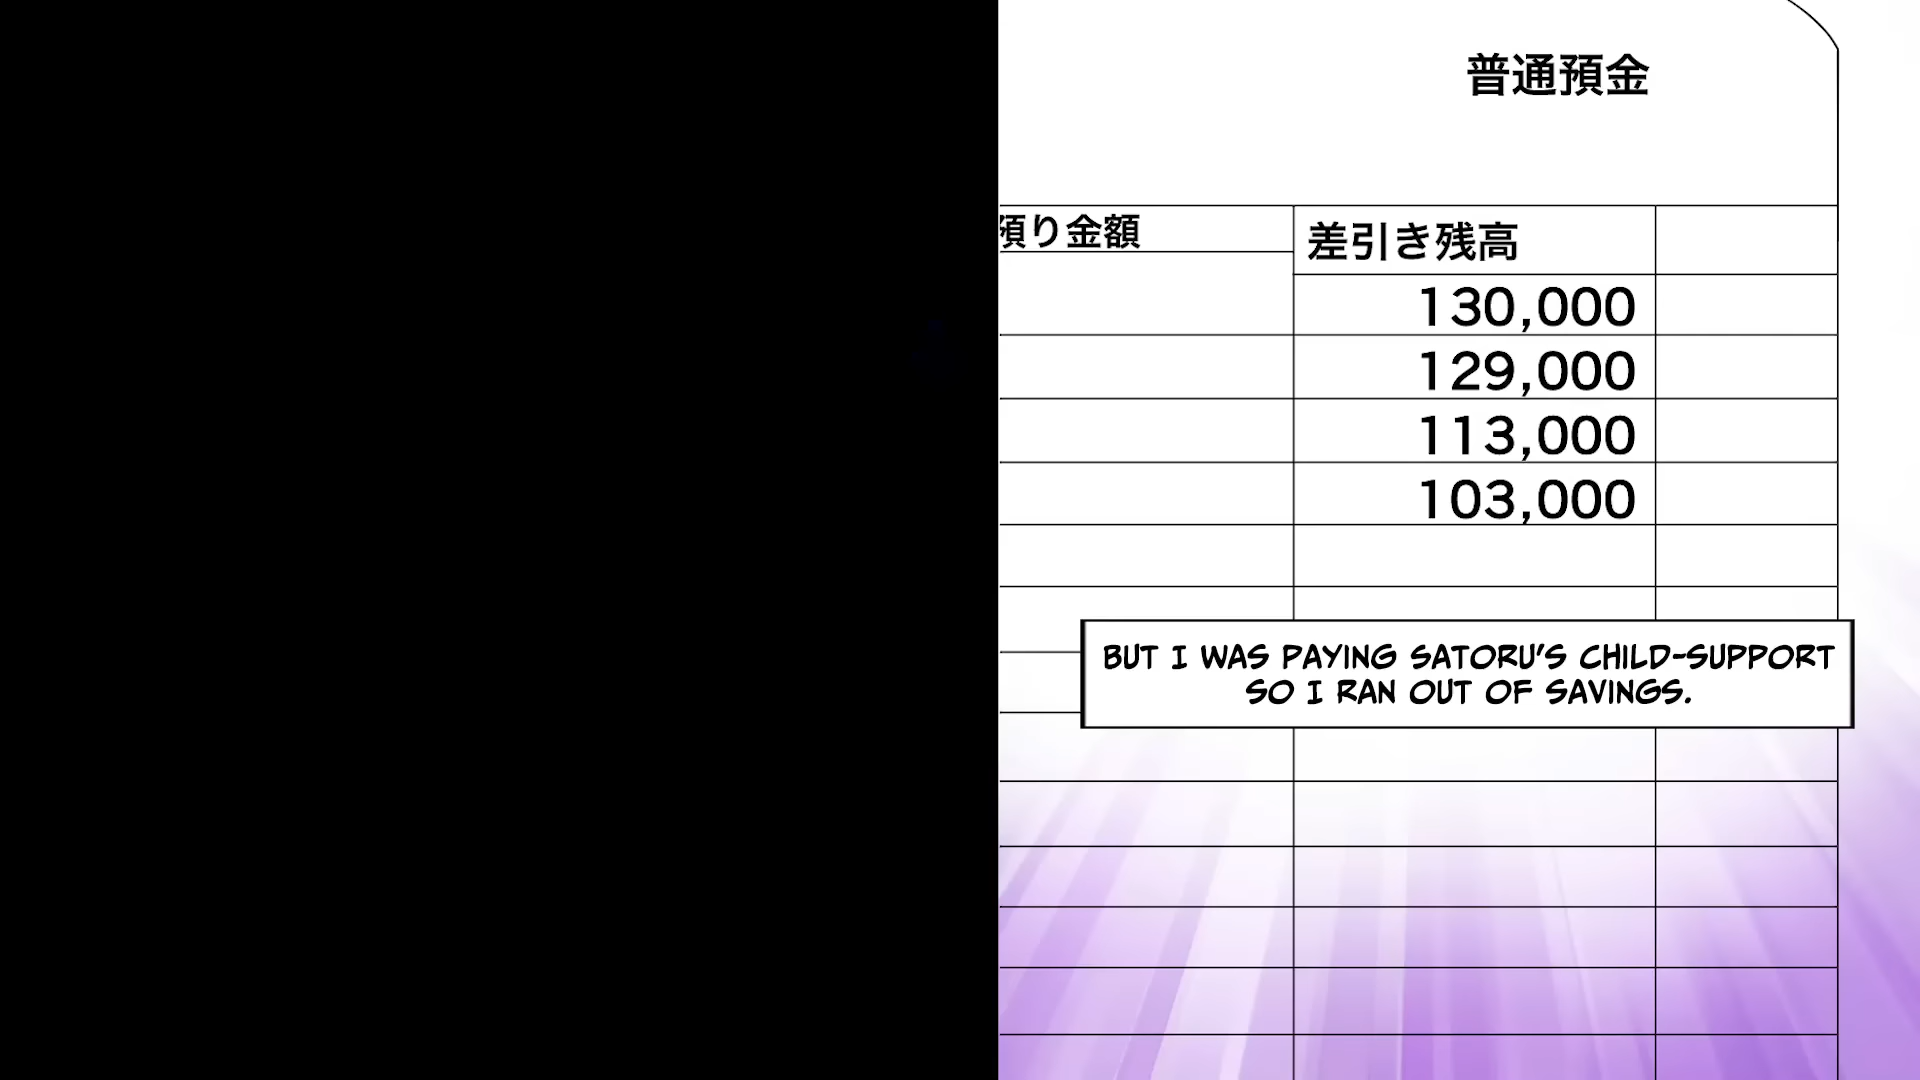 普通預金
預り金額
差引き残高
130,000
129,000
113,000
103,000
BUT I WAS PAYING SATORU'S CHILD-SUPPORT
SO I RAN OUT OF SAVINGS.